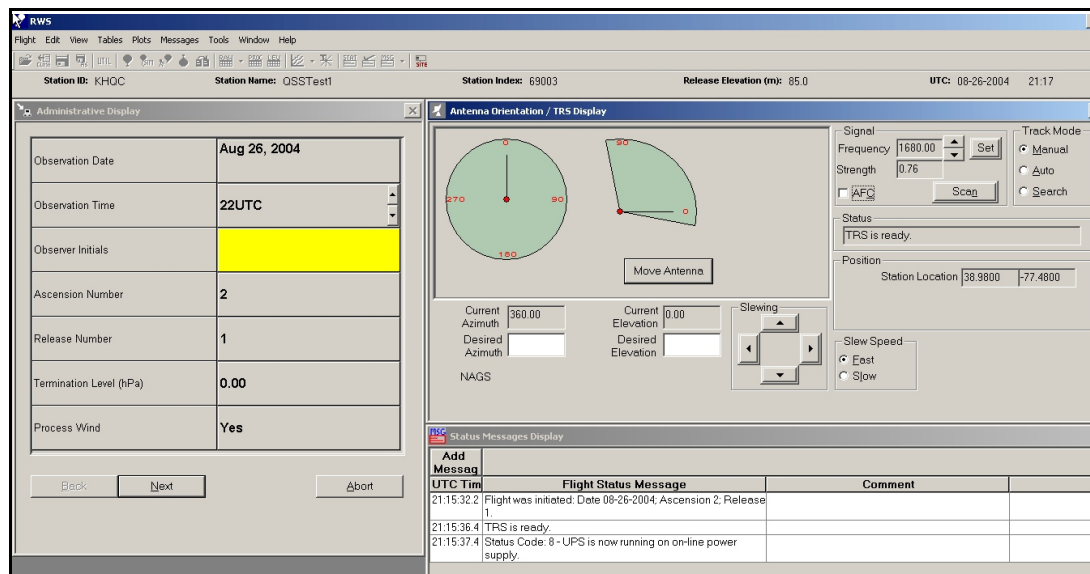 RWS
Flight Edit View Tables Plots Messages Tools Window Help
UTIL
SITE
Station ID: KHQC Station Name: QSSTest1 Station Index: 69003 Release Elevation (m): 85.0 UTC: 08-26-2004 21:17
Administrative Display
Observation Date Aug 26, 2004
Observation Time 22UTC
Observer Initials
Ascension Number 2
Release Number 1
Termination Level (hPa) 0.00
Process Wind Yes
Back Next Abort
Antenna Orientation / TRS Display
0
270 90
180
90
0
Move Antenna
Current Azimuth 360.00
Current Elevation 0.00
Desired Azimuth
Desired Elevation
NAGS
Slewing
Signal
Frequency 1680.00 Set
Strength 0.76
AFC Scan
Track Mode
Manual
Auto
Search
Status
TRS is ready.
Position
Station Location 38.9800 -77.4800
Slew Speed
Fast
Slow
MSG Status Messages Display
Add
Messag
UTC Tim Flight Status Message Comment
21:15:32.2 Flight was initiated: Date 08-26-2004; Ascension 2; Release
1.
21:15:36.4 TRS is ready.
21:15:37.4 Status Code: 8 - UPS is now running on on-line power
supply.